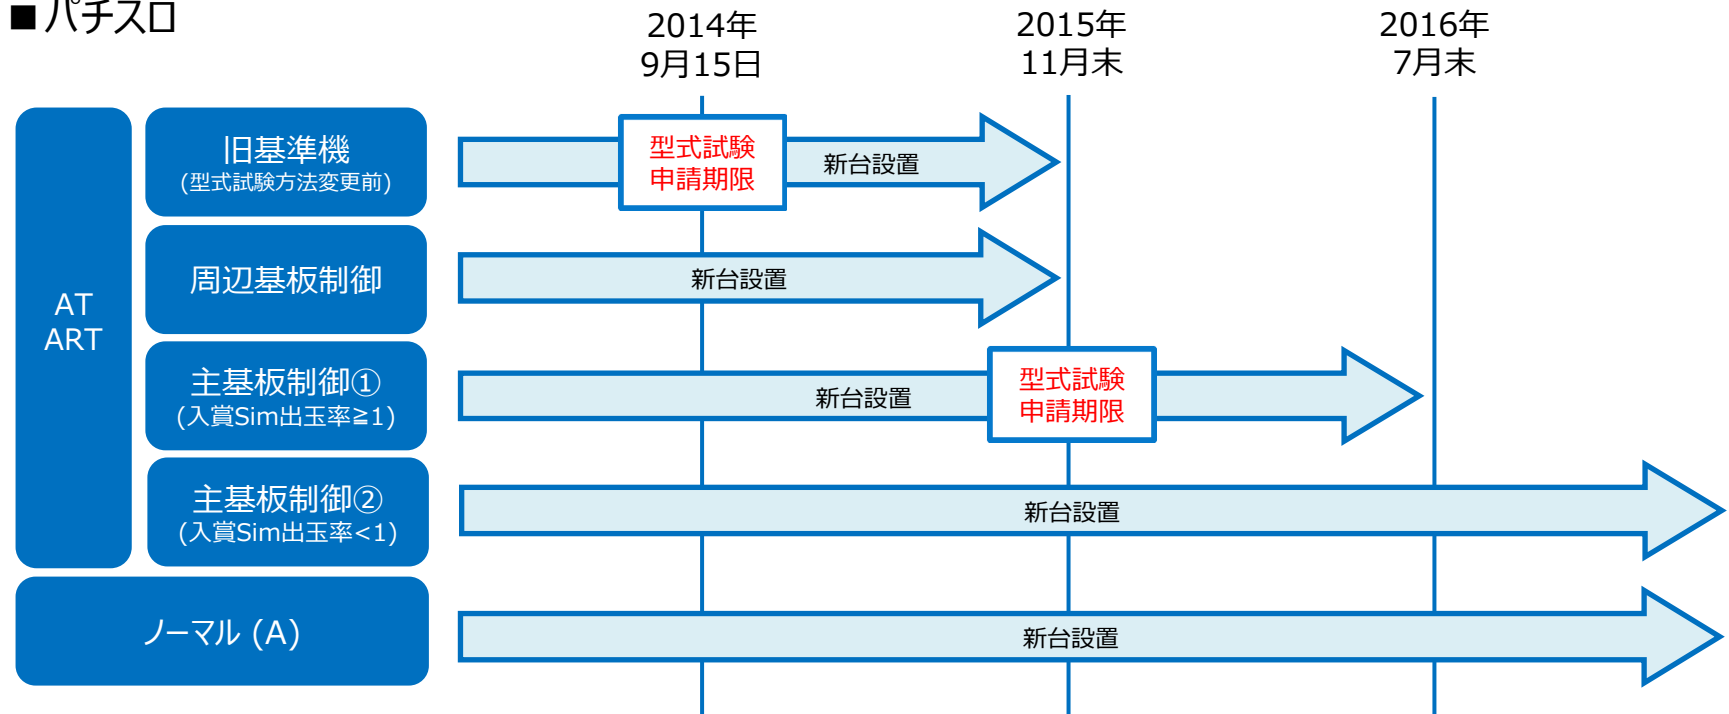 ■パチスロ
2014年
9月15日
2015年
11月末
2016年
7月末
AT
ART
旧基準機
(型式試験方法変更前)
型式試験
申請期限
新台設置
周辺基板制御
新台設置
主基板制御①
(入賞Sim出玉率≧1)
新台設置
型式試験
申請期限
主基板制御②
(入賞Sim出玉率<1)
新台設置
ノーマル (A)
新台設置